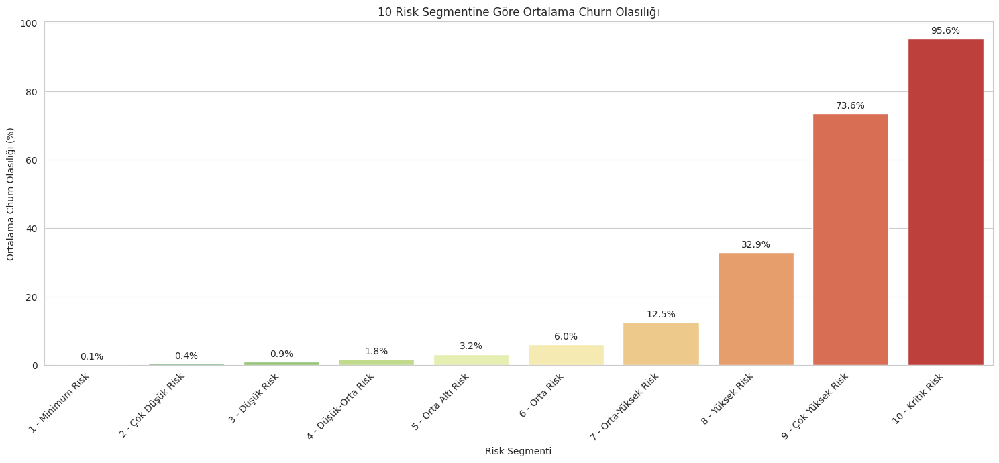 10 Risk Segmentine Göre Ortalama Churn Olasılığı
Ortalama Churn Olasılığı (%)
100
80
60
40
20
0
0.1%
0.4%
0.9%
1.8%
3.2%
6.0%
12.5%
32.9%
73.6%
95.6%
1 - Minimum Risk
2 - Çok Düşük Risk
3 - Düşük Risk
4 - Düşük-Orta Risk
5 - Orta Altı Risk
6 - Orta Risk
7 - Orta-Yüksek Risk
8 - Yüksek Risk
9 - Çok Yüksek Risk
10 - Kritik Risk
Risk Segmenti